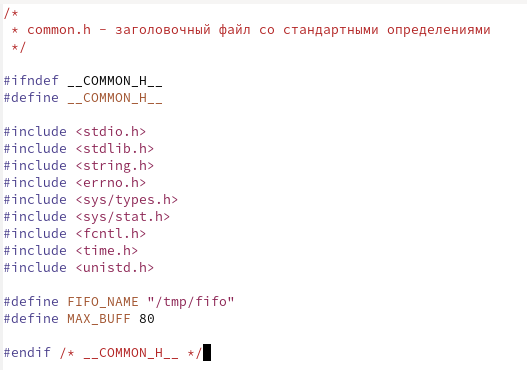 /*
 * common.h - заголовочный файл со стандартными определениями
 */
#ifndef __COMMON_H__
#define __COMMON_H__
#include <stdio.h>
#include <stdlib.h>
#include <string.h>
#include <errno.h>
#include <sys/types.h>
#include <sys/stat.h>
#include <fcntl.h>
#include <time.h>
#include <unistd.h>
#define FIFO_NAME "/tmp/fifo"
#define MAX_BUFF 80
#endif /* __COMMON_H__ */